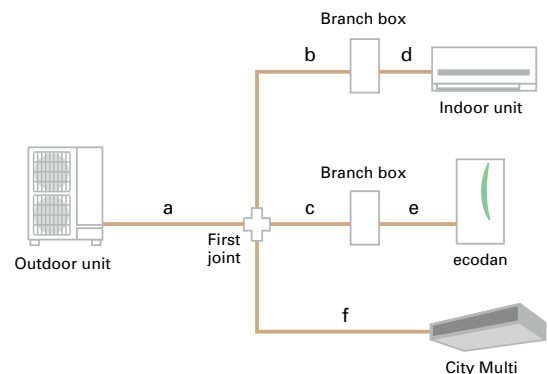 Branch box
b
d
Indoor unit
Branch box
a
c
e
First
joint
Outdoor unit
ecodan
f
City Multi